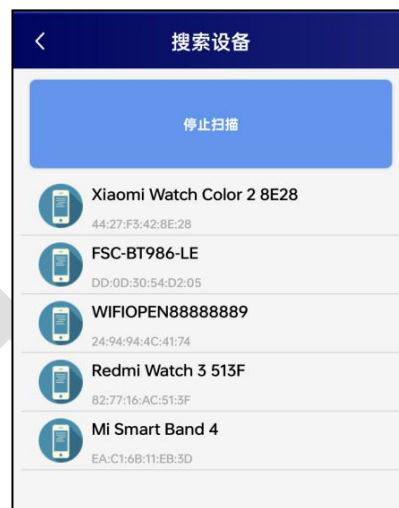 搜索设备
停止扫描
Xiaomi Watch Color 2 8E28
44:27:F3:42:8E:28
FSC-BT986-LE
DD:0D:30:54:D2:05
WIFIOPEN88888889
24:94:94:4C:41:74
Redmi Watch 3 513F
82:77:16:AC:51:3F
Mi Smart Band 4
EA:C1:6B:11:EB:3D